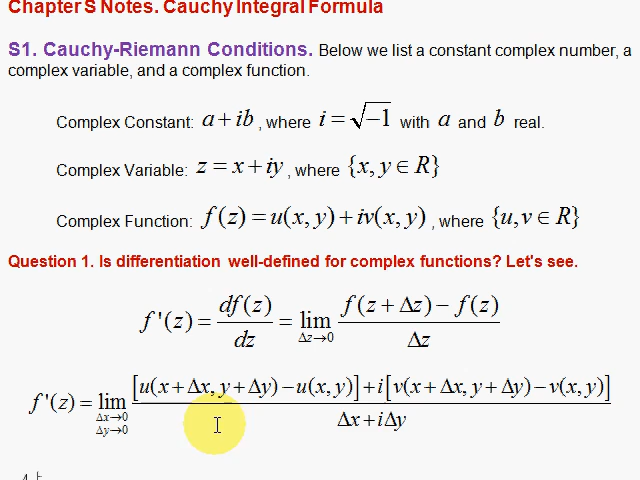 Chapter S Notes. Cauchy Integral Formula
S1. Cauchy-Riemann Conditions. Below we list a constant complex number, a
complex variable, and a complex function.
Complex Constant: a + ib , where i = √−1 with a and b real.
Complex Variable: z = x + iy , where {x, y ∈ R}
Complex Function: f(z) = u(x, y) + iv(x, y) , where {u, v ∈ R}
Question 1. Is differentiation well-defined for complex functions? Let's see.
f '(z) = df(z)/dz = lim Δz→0 (f(z + Δz) − f(z))/Δz
f '(z) = lim Δx→0 Δy→0 ([u(x + Δx, y + Δy) − u(x, y)] + i[v(x + Δx, y + Δy) − v(x, y)])/(Δx + iΔy)